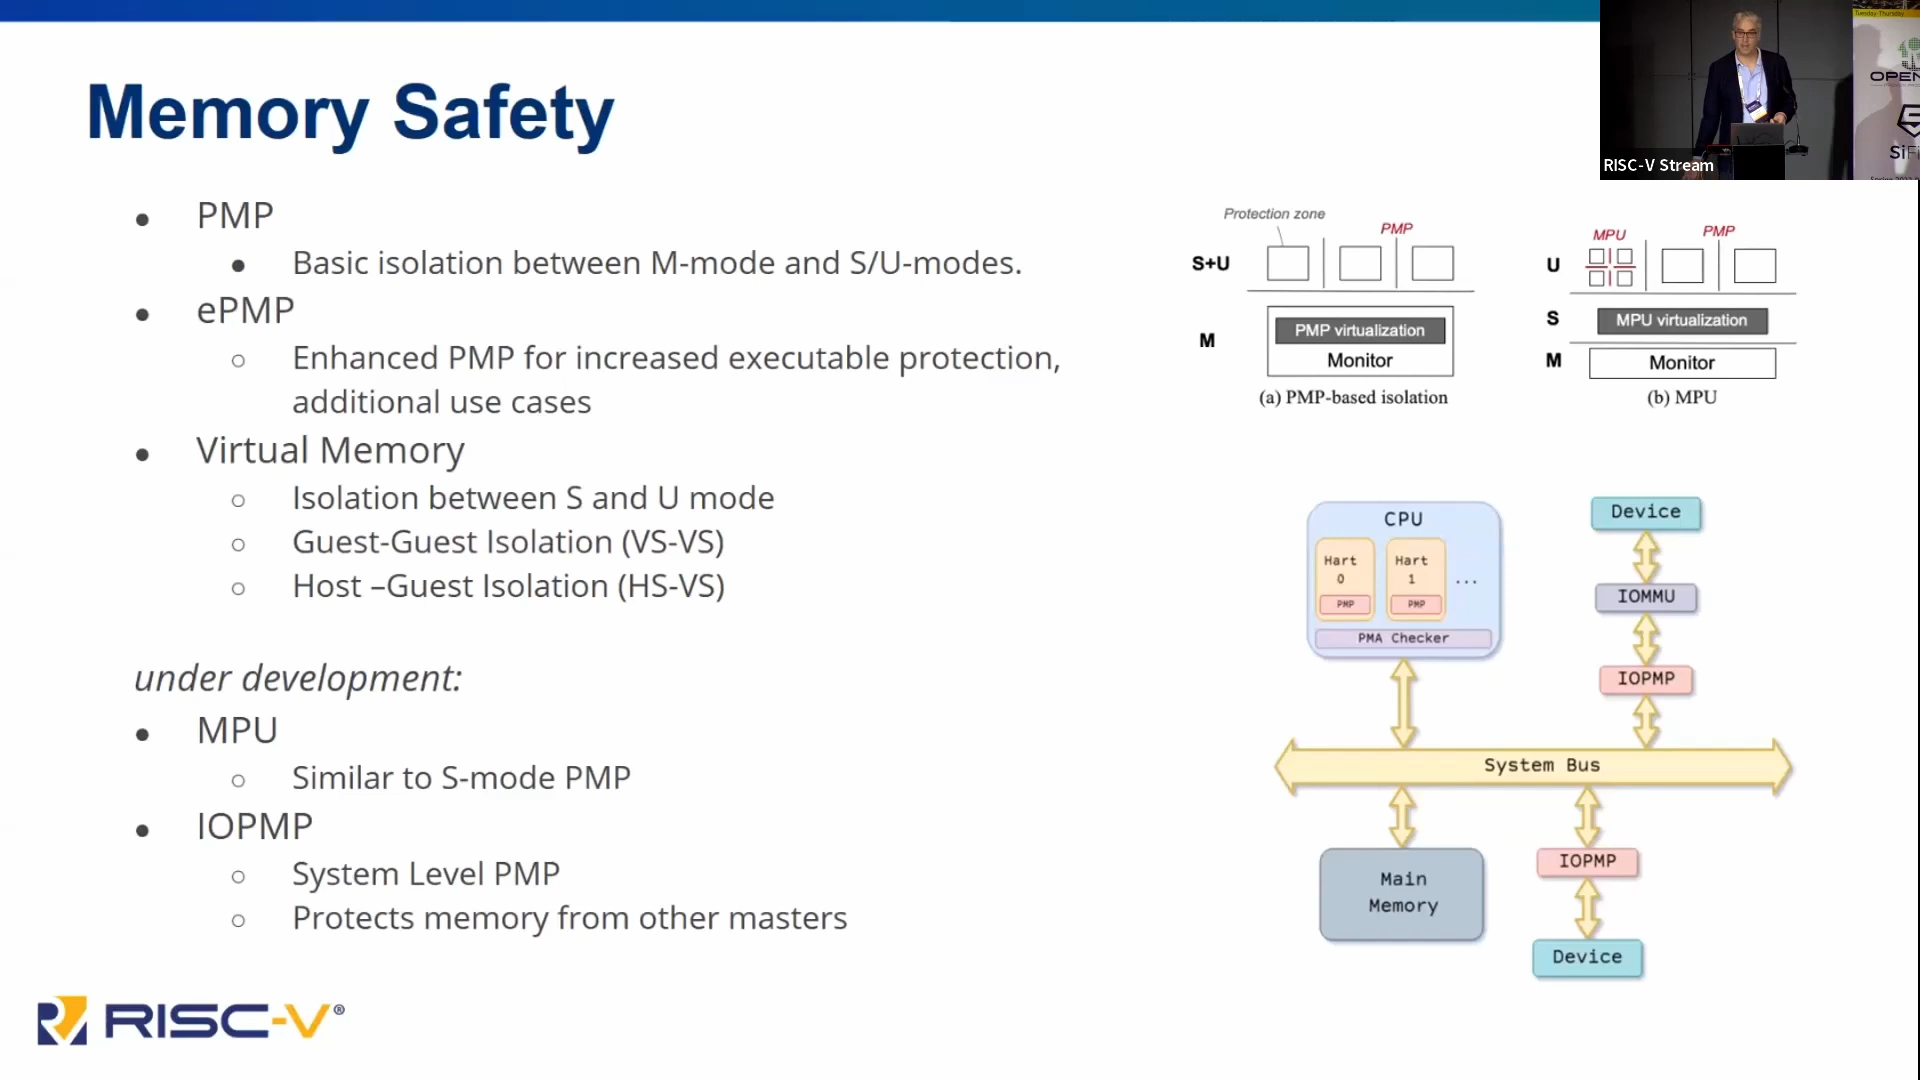 Memory Safety
PMP
Basic isolation between M-mode and S/U-modes.
ePMP
Enhanced PMP for increased executable protection,
additional use cases
Virtual Memory
Isolation between S and U mode
Guest-Guest Isolation (VS-VS)
Host –Guest Isolation (HS-VS)
under development:
MPU
Similar to S-mode PMP
IOPMP
System Level PMP
Protects memory from other masters
RISC-V®
Tuesday-Thursday
OPEN
SiFi
RISC-V Stream
Protection zone
PMP
S+U
PMP virtualization
M
Monitor
(a) PMP-based isolation
MPU
PMP
U
S
MPU virtualization
M
Monitor
(b) MPU
CPU
Hart
0
PMP
Hart
1
PMP
...
PMA Checker
Device
IOMMU
IOPMP
System Bus
Main
Memory
IOPMP
Device